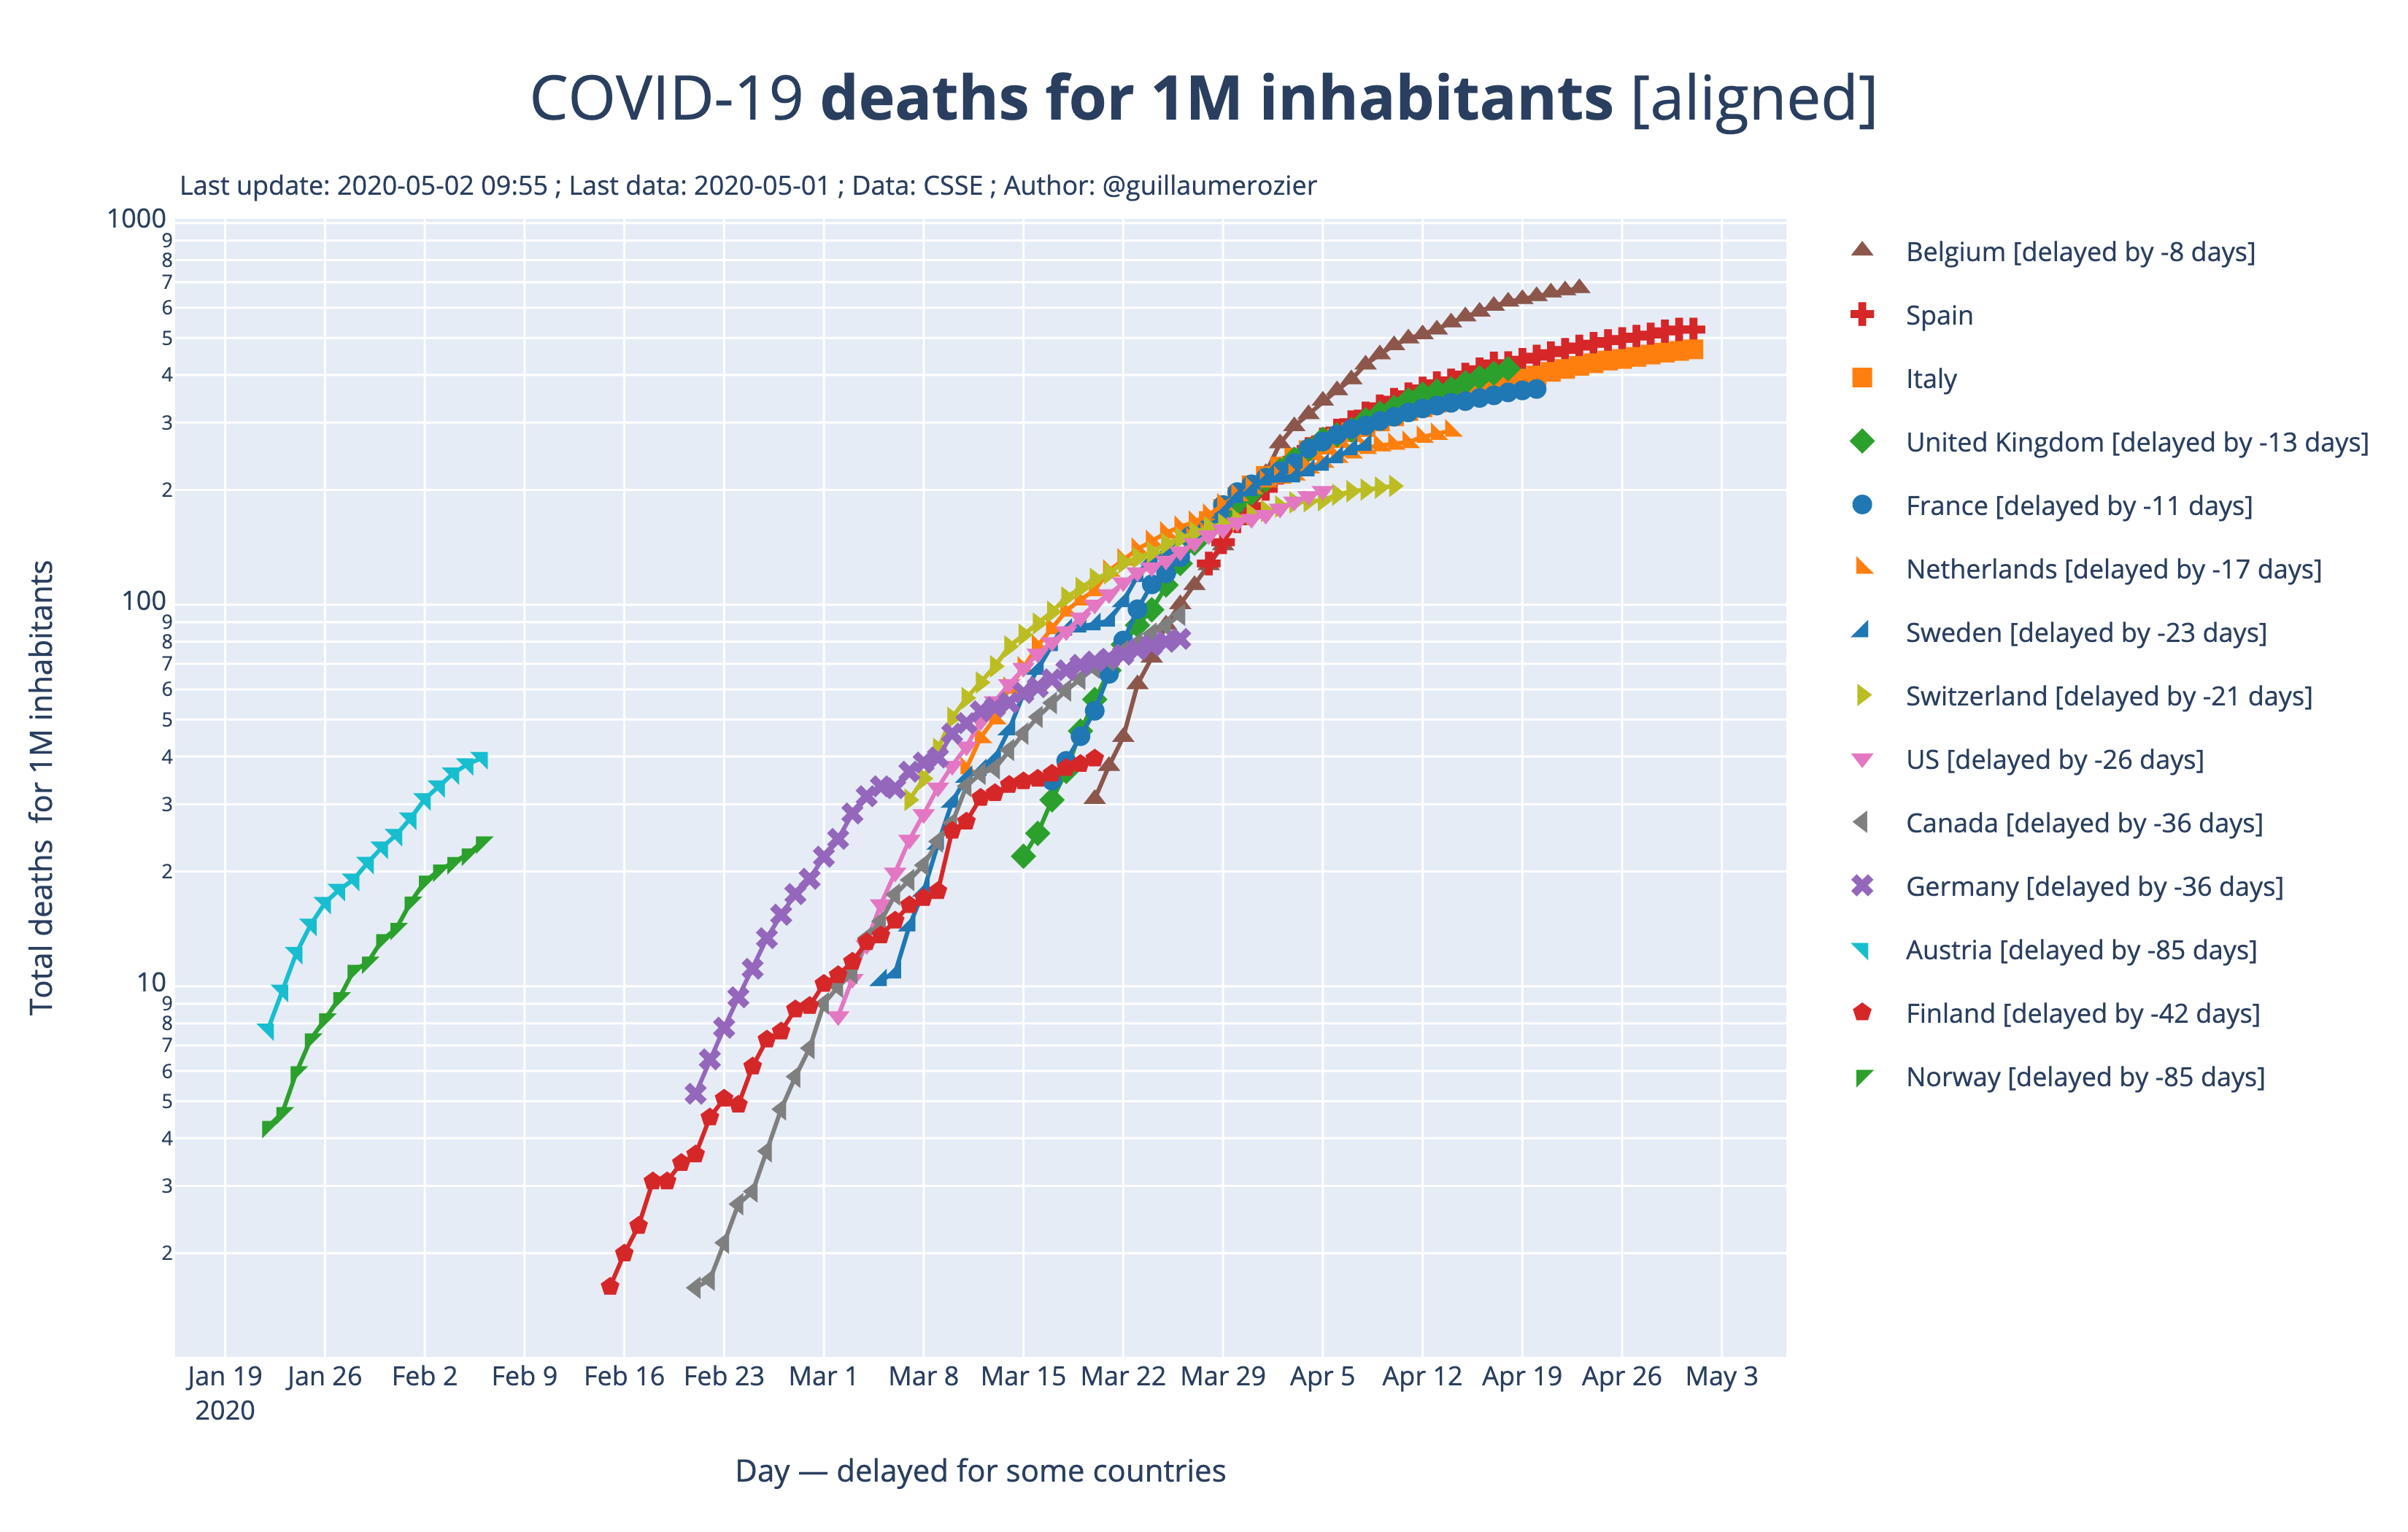 COVID-19 deaths for 1M inhabitants [aligned]
Last update: 2020-05-02 09:55 ; Last data: 2020-05-01 ; Data: CSSE ; Author: @guillaumerozier
Total deaths  for 1M inhabitants
1000
9
8
7
6
5
4
3
2
100
9
8
7
6
5
4
3
2
10
9
8
7
6
5
4
3
2
Jan 19 Jan 26 Feb 2 Feb 9 Feb 16 Feb 23 Mar 1 Mar 8 Mar 15 Mar 22 Mar 29 Apr 5 Apr 12 Apr 19 Apr 26 May 3
2020
Day — delayed for some countries
Belgium [delayed by -8 days]
Spain
Italy
United Kingdom [delayed by -13 days]
France [delayed by -11 days]
Netherlands [delayed by -17 days]
Sweden [delayed by -23 days]
Switzerland [delayed by -21 days]
US [delayed by -26 days]
Canada [delayed by -36 days]
Germany [delayed by -36 days]
Austria [delayed by -85 days]
Finland [delayed by -42 days]
Norway [delayed by -85 days]